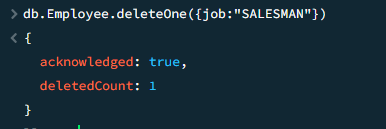 > db.Employee.deleteOne({job:"SALESMAN"})
< {
acknowledged: true,
deletedCount: 1
}